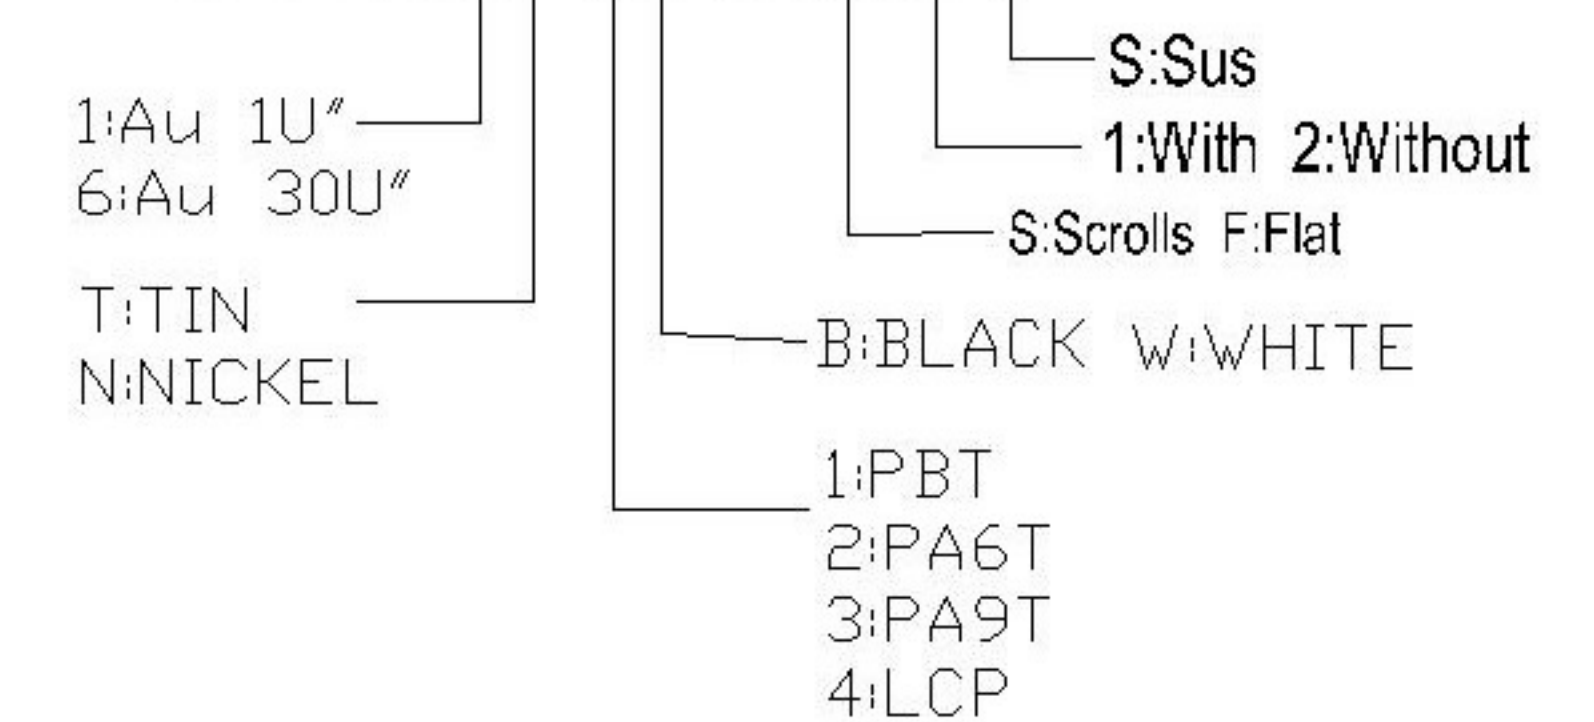 S:Sus
1:Au 1U″
1:With 2:Without
6:Au 30U″
S:Scrolls F:Flat
T:TIN
B:BLACK W:WHITE
N:NICKEL
1:PBT
2:PA6T
3:PA9T
4:LCP